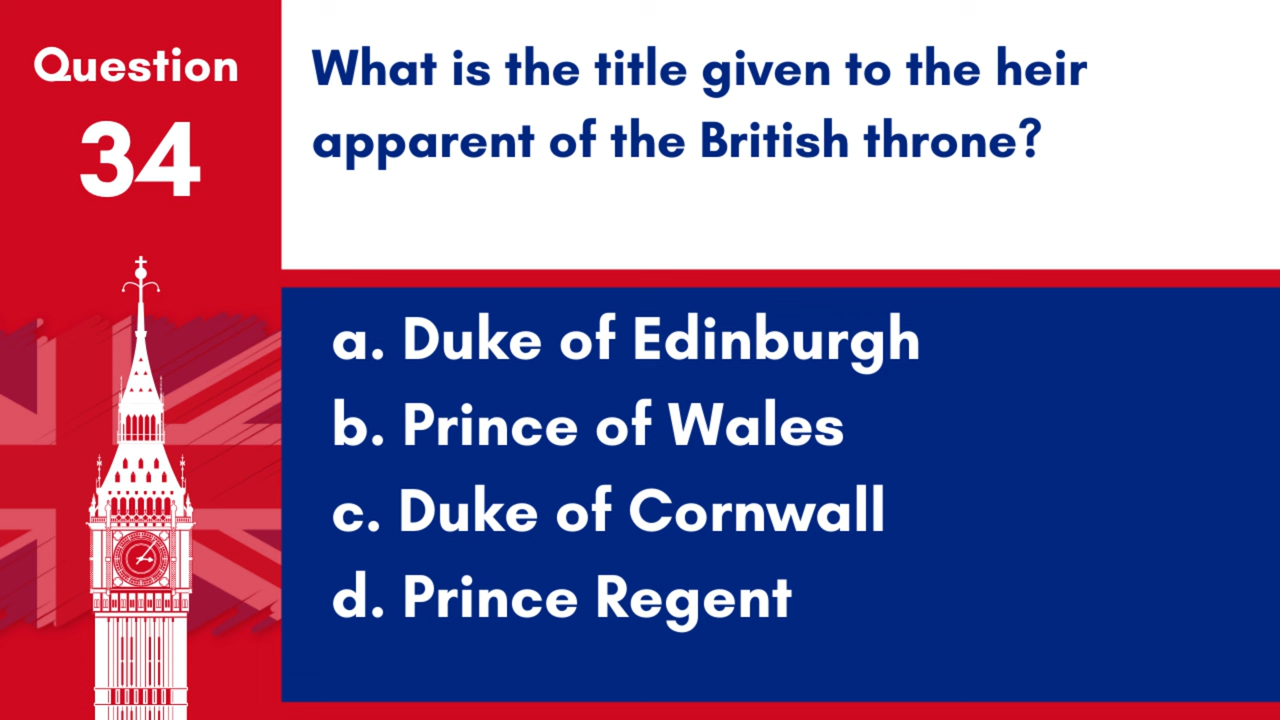 Question
34
What is the title given to the heir
apparent of the British throne?
a. Duke of Edinburgh
b. Prince of Wales
c. Duke of Cornwall
d. Prince Regent